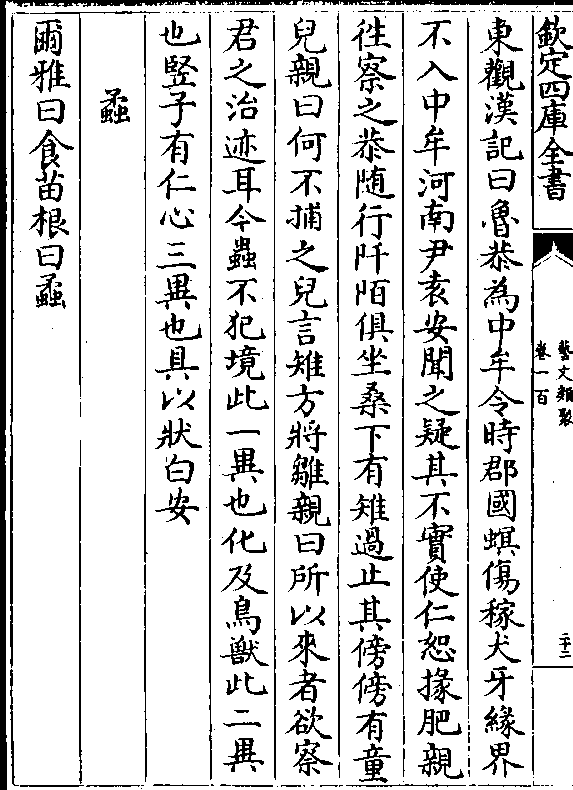 欽定四庫全書
藝文類聚
卷一百
二十二
東觀漢記曰魯恭為中牟令時郡國螟傷稼犬牙緣界
不入中牟河南尹袁安聞之疑其不實使仁恕掾肥親
徃察之恭随行阡陌俱坐桑下有雉過止其傍傍有童
兒親曰何不捕之兒言雉方將雛親曰所以來者欲察
君之治迹耳今蟲不犯境此一異也化及鳥獸此二異
也竪子有仁心三異也具以狀白安
蟊
爾雅曰食苗根曰蟊